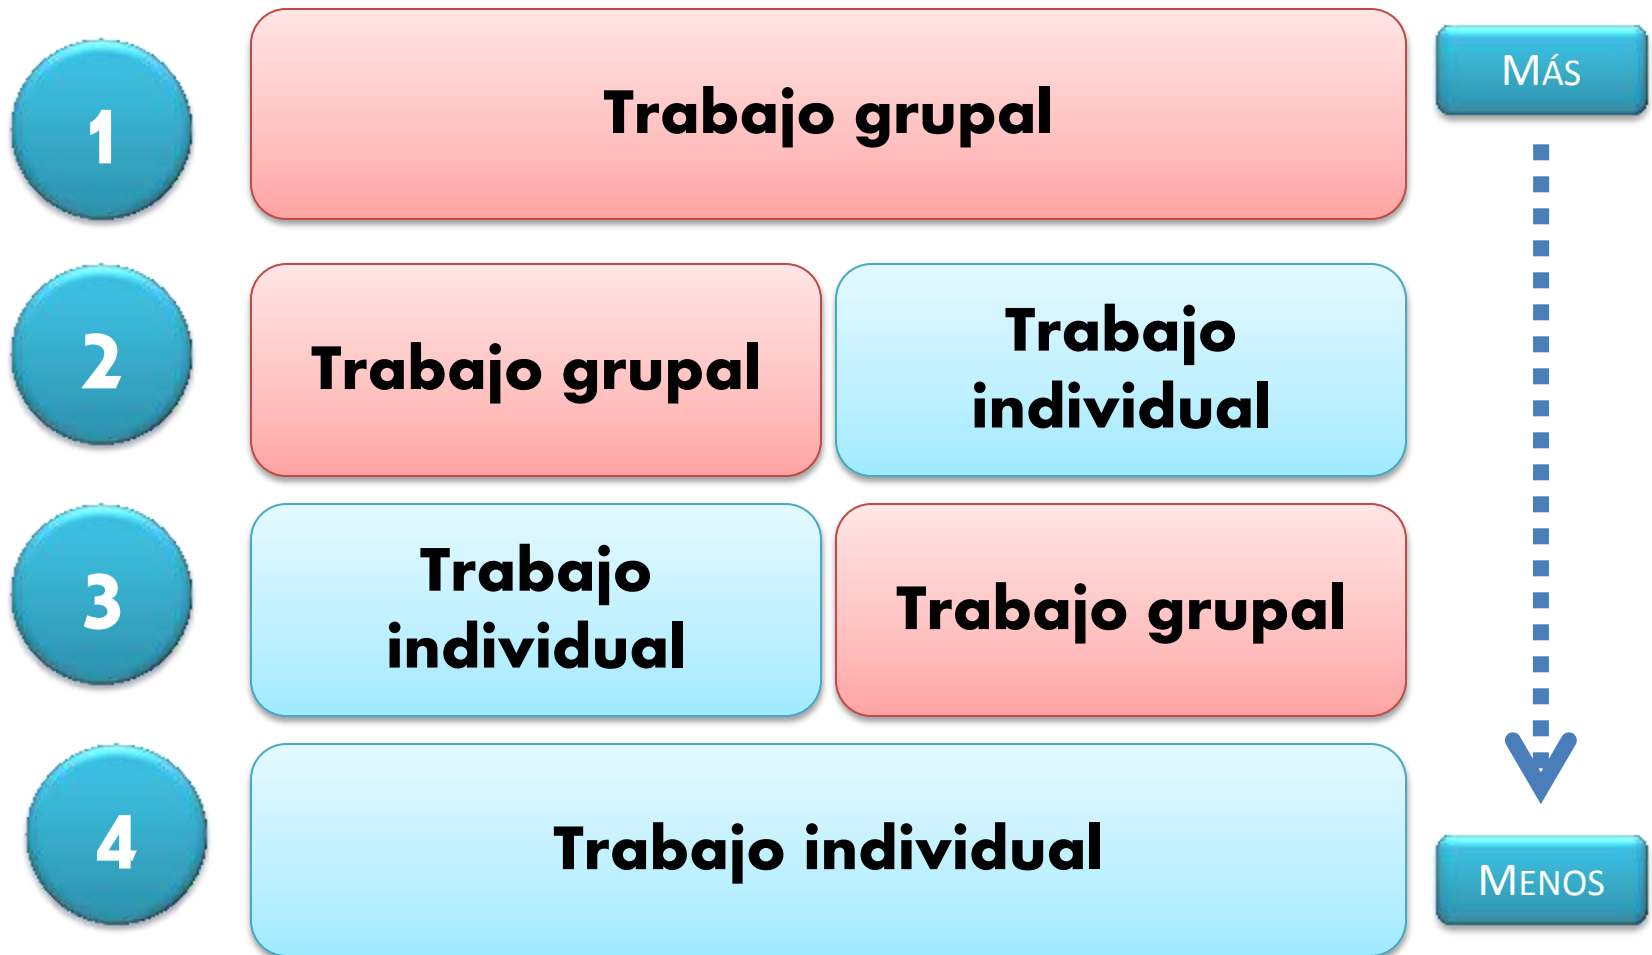 1
Trabajo grupal
MÁS
2
Trabajo grupal
Trabajo
individual
3
Trabajo
individual
Trabajo grupal
4
Trabajo individual
MENOS